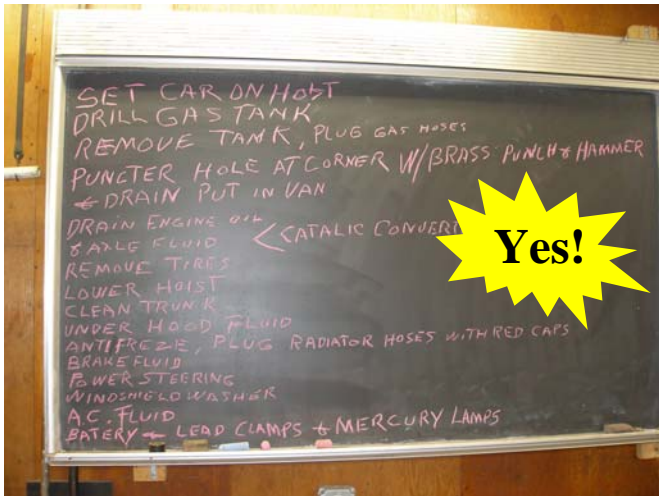 SET CAR ON HOIST
DRILL GAS TANK
REMOVE TANK, PLUG GAS HOSES
PUNCTER HOLE AT CORNER W/BRASS PUNCH & HAMMER
& DRAIN PUT IN VAN
DRAIN ENGINE OIL
& AXLE FLUID < CATALIC CONVERT
Yes!
REMOVE TIRES
LOWER HOIST
CLEAN TRUNK
UNDER HOOD FLUID
ANTIFREZE, PLUG RADIATOR HOSES WITH RED CAPS
BRAKE FLUID
POWER STEERING
WINDSHIELD WASHER
A.C. FLUID
BATERY & LEAD CLAMPS & MERCURY LAMPS